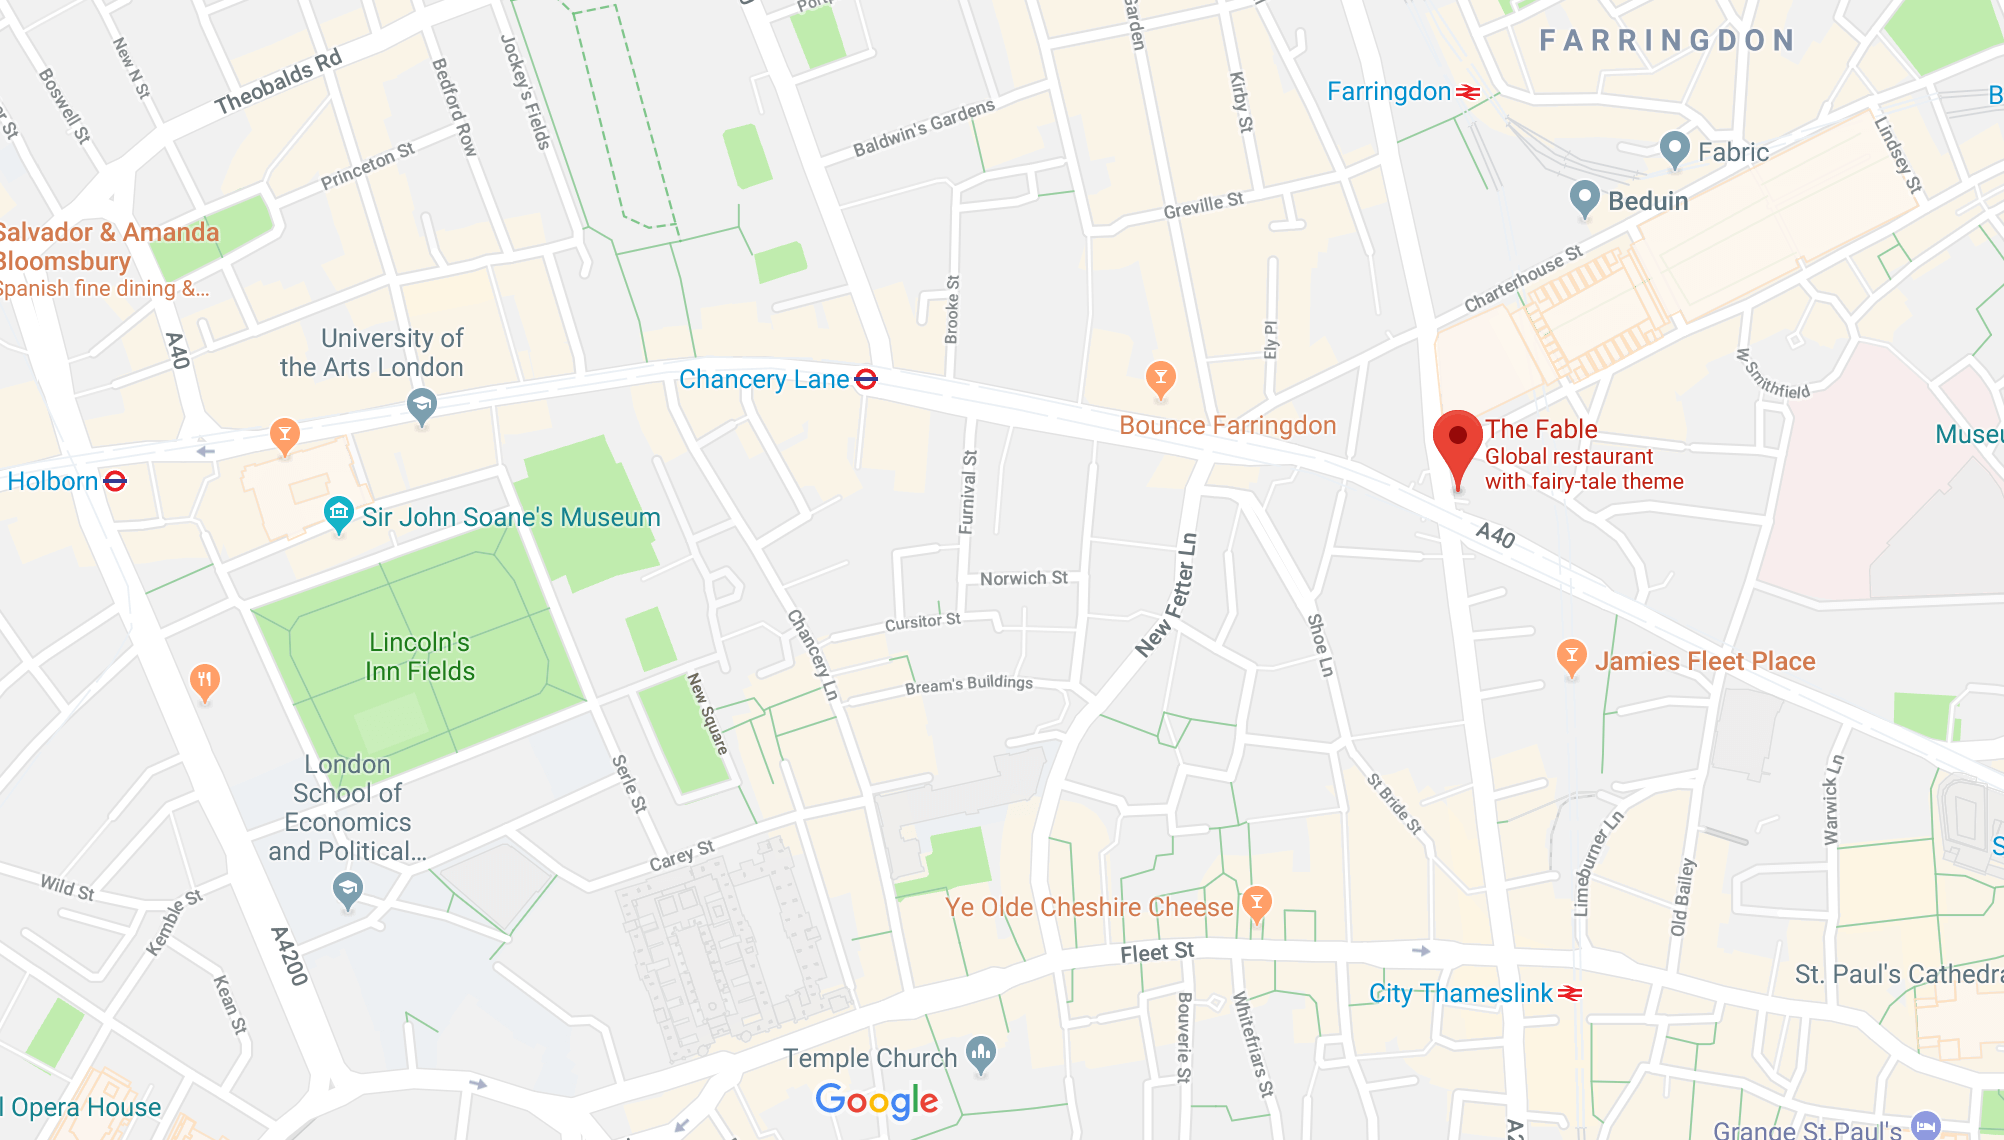 FARRINGDON
Theobalds Rd
New N St
Boswell St
Bedford Row
Jockey's Fields
Garden
Kirby St
Farringdon
Baldwin's Gardens
Fabric
Lindsey St
Princeton St
Beduin
Greville St
Salvador & Amanda
Bloomsbury
Spanish fine dining &...
Charterhouse St
Brooke St
A40
University of
the Arts London
Ely Pl
Chancery Lane
W Smithfield
Bounce Farringdon
The Fable
Global restaurant
with fairy-tale theme
Holborn
Furnival St
Sir John Soane's Museum
A40
Norwich St
New Fetter Ln
Cursitor St
Chancery Ln
Shoe Ln
Lincoln's
Inn Fields
Jamies Fleet Place
Bream's Buildings
New Square
London
School of
Economics
and Political...
Serle St
St Bride St
Warwick Ln
Limeburner Ln
Carey St
Wild St
Kemble St
Old Bailey
Ye Olde Cheshire Cheese
A4200
Fleet St
St. Paul's
City Thameslink
Kean St
Bouverie St
Whitefriars St
Temple Church
Google
Opera House
Grange St.Paul's